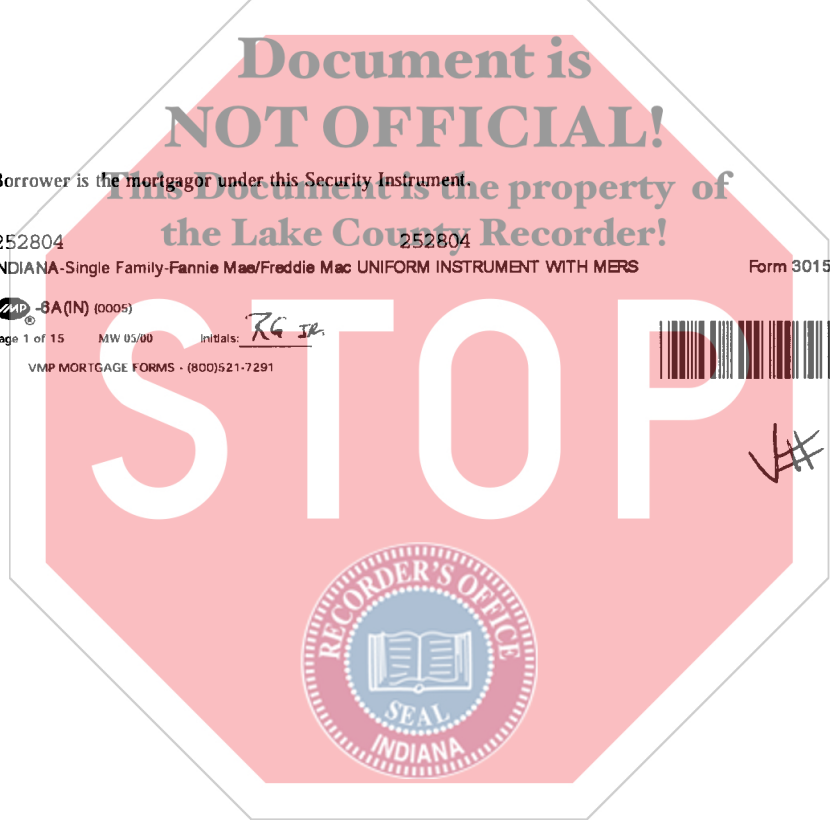 Document is
NOT OFFICIAL!
Borrower is the mortgagor under this Security Instrument.
This Document is the property of
the Lake County Recorder!
252804 252804
INDIANA-Single Family-Fannie Mae/Freddie Mac UNIFORM INSTRUMENT WITH MERS Form 3015
VMP ® -6A(IN) (0005)
Page 1 of 15 MW 05/00 Initials: RG JR.
VMP MORTGAGE FORMS - (800)521-7291
STOP
RECORDER'S OFFICE
SEAL
INDIANA